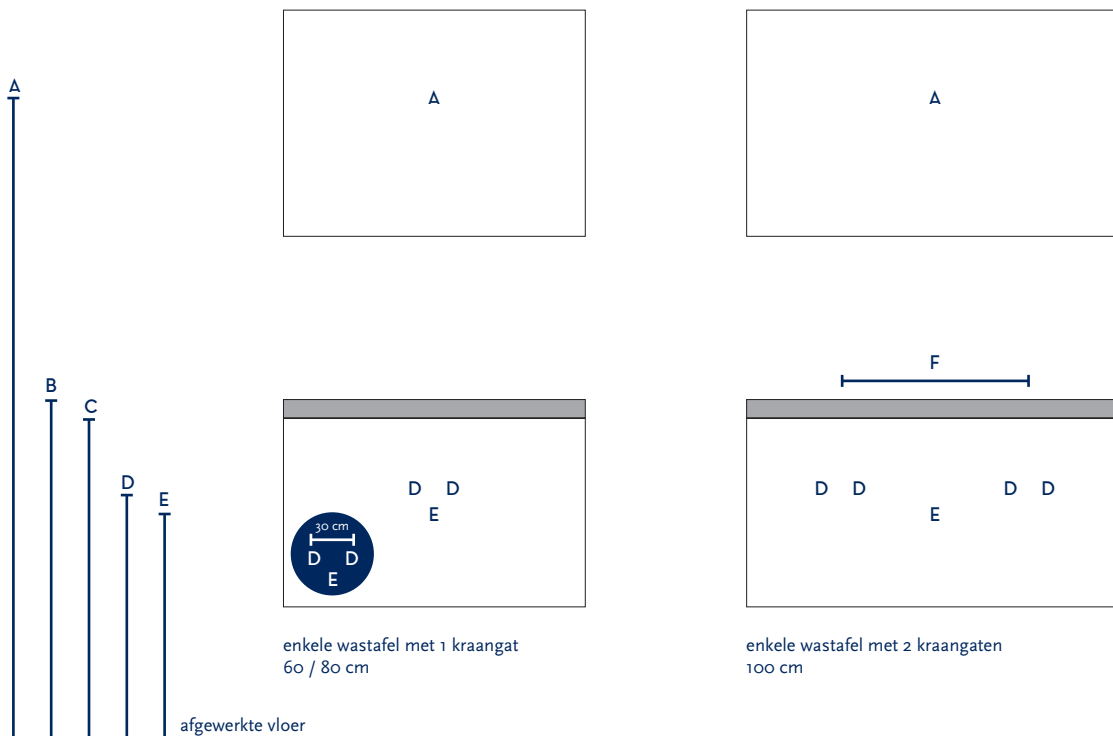 A
A
A
B
C
D
E
F
D D
E
30 cm
D D
E
D D
D D
E
enkele wastafel met 1 kraangat
60 / 80 cm
enkele wastafel met 2 kraangaten
100 cm
afgewerkte vloer